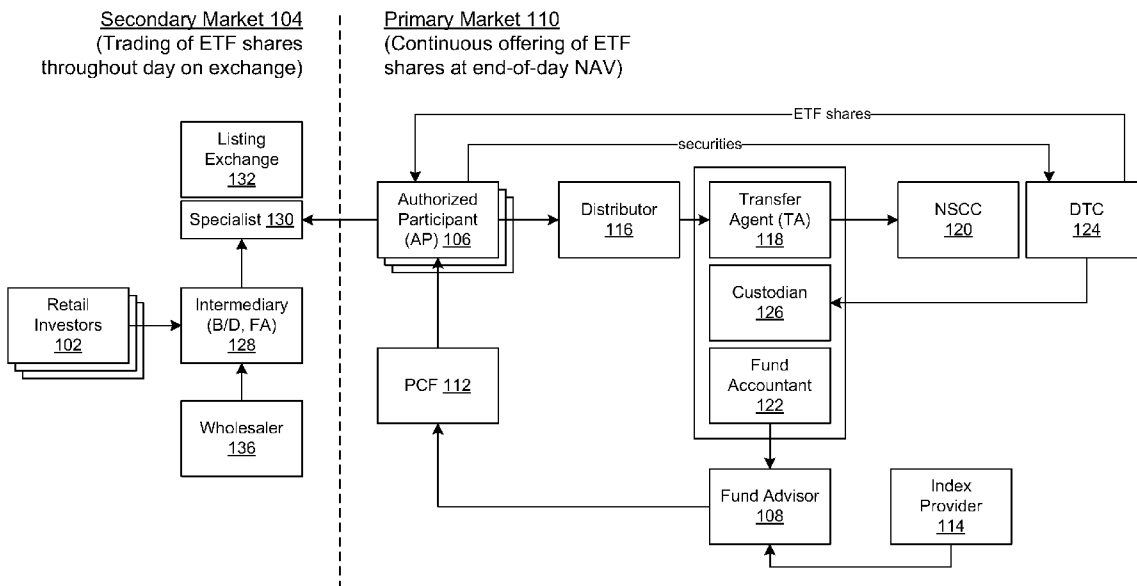 Secondary Market 104
(Trading of ETF shares
throughout day on exchange)
Primary Market 110
(Continuous offering of ETF
shares at end-of-day NAV)
ETF shares
securities
Listing
Exchange
132
Specialist 130
Authorized
Participant
(AP) 106
Distributor
116
Transfer
Agent (TA)
118
NSCC
120
DTC
124
Retail
Investors
102
Intermediary
(B/D, FA)
128
Custodian
126
PCF 112
Fund
Accountant
122
Wholesaler
136
Fund Advisor
108
Index
Provider
114